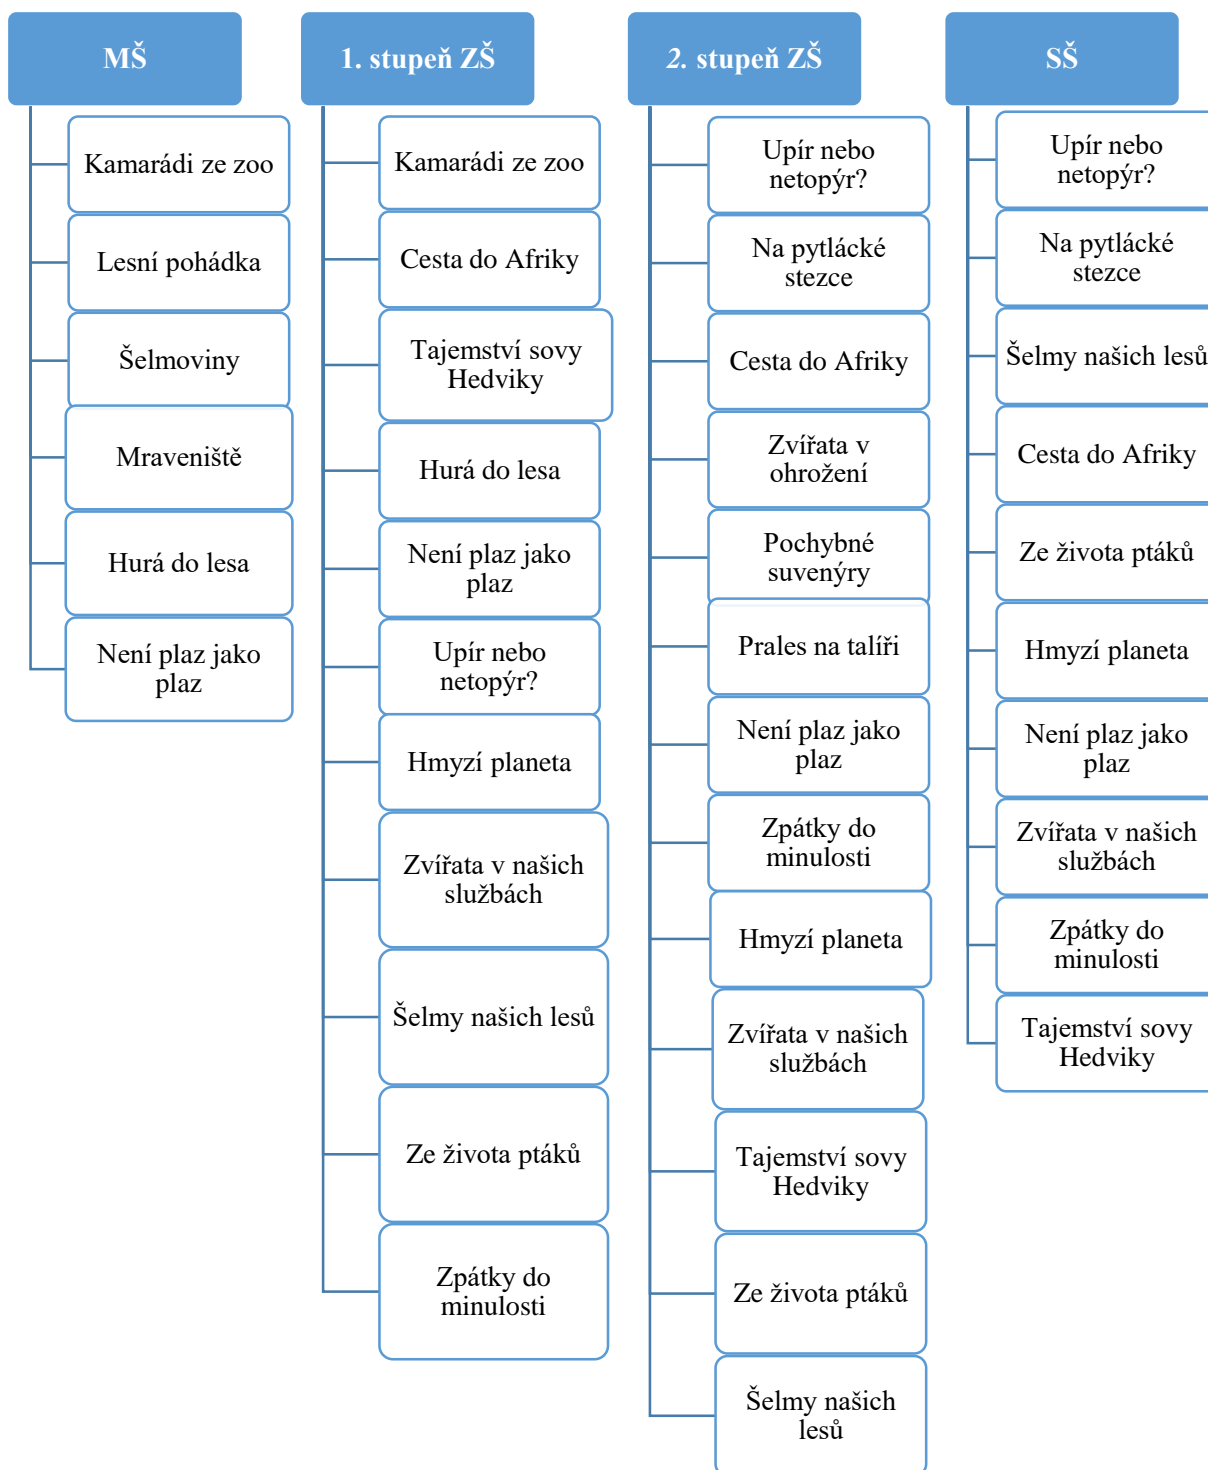 MŠ
Kamarádi ze zoo
Lesní pohádka
Šelmoviny
Mraveniště
Hurá do lesa
Není plaz jako
plaz
1. stupeň ZŠ
Kamarádi ze zoo
Cesta do Afriky
Tajemství sovy
Hedviky
Hurá do lesa
Není plaz jako
plaz
Upír nebo
netopýr?
Hmyzí planeta
Zvířata v našich
službách
Šelmy našich lesů
Ze života ptáků
Zpátky do
minulosti
2. stupeň ZŠ
Upír nebo
netopýr?
Na pytlácké
stezce
Cesta do Afriky
Zvířata v
ohrožení
Pochybné
suvenýry
Prales na talíři
Není plaz jako
plaz
Zpátky do
minulosti
Hmyzí planeta
Zvířata v našich
službách
Tajemství sovy
Hedviky
Ze života ptáků
Šelmy našich
lesů
SŠ
Upír nebo
netopýr?
Na pytlácké
stezce
Šelmy našich lesů
Cesta do Afriky
Ze života ptáků
Hmyzí planeta
Není plaz jako
plaz
Zvířata v našich
službách
Zpátky do
minulosti
Tajemství sovy
Hedviky